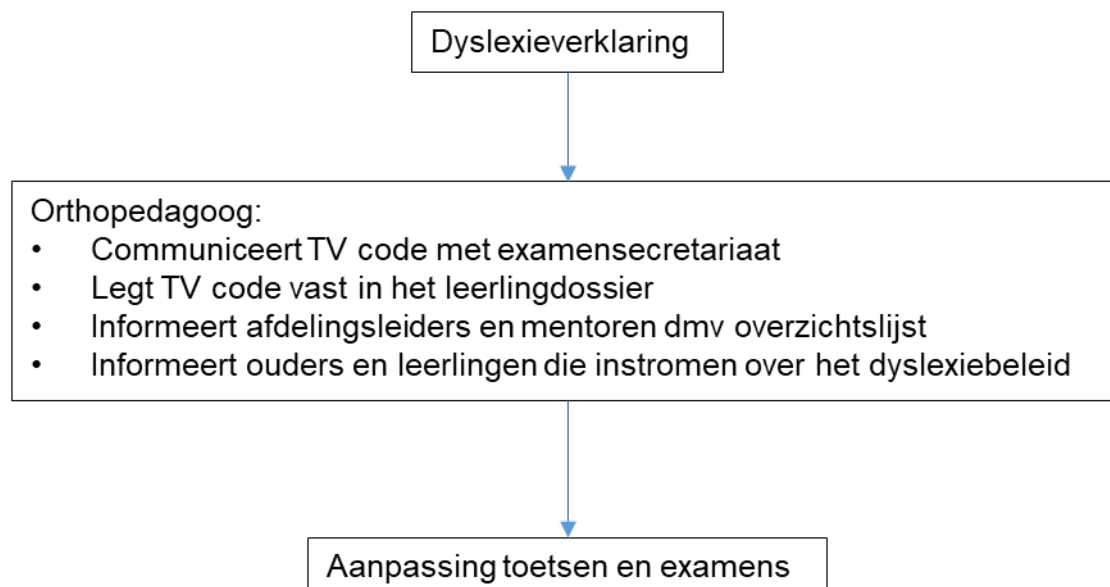 Dyslexieverklaring
Orthopedagoog:
• Communiceert TV code met examensecretariaat
• Legt TV code vast in het leerlingdossier
• Informeert afdelingsleiders en mentoren dmv overzichtslijst
• Informeert ouders en leerlingen die instromen over het dyslexiebeleid
Aanpassing toetsen en examens